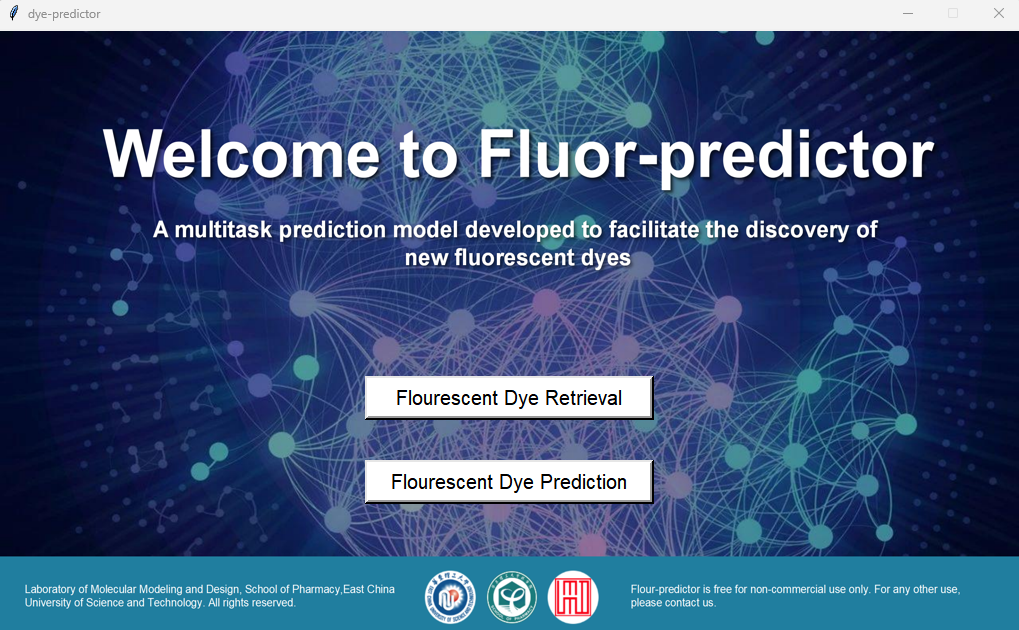 dye-predictor
Welcome to Fluor-predictor
A multitask prediction model developed to facilitate the discovery of
new fluorescent dyes
Flourescent Dye Retrieval
Flourescent Dye Prediction
Laboratory of Molecular Modeling and Design, School of Pharmacy,East China
University of Science and Technology. All rights reserved.
Flour-predictor is free for non-commercial use only. For any other use,
please contact us.